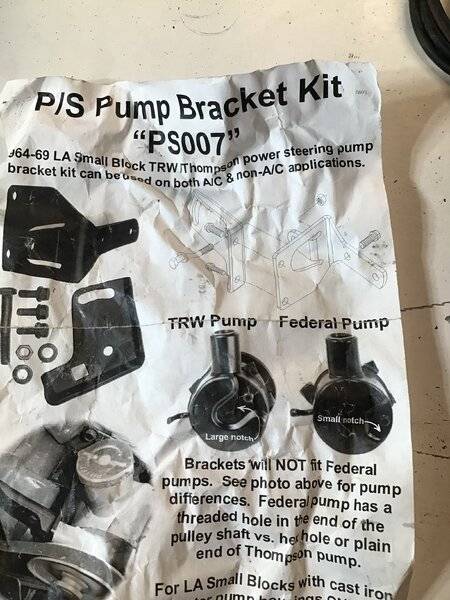 P/S Pump Bracket Kit
"PS007"
964-69 LA Small Block TRW/Thompson power steering pump
bracket kit can be used on both A/C & non-A/C applications.
TRW Pump Federal Pump
Large notch
Small notch
Brackets will NOT fit Federal
pumps. See photo above for pump
differences. Federal pump has a
threaded hole in the end of the
pulley shaft vs. hex hole or plain
end of Thompson pump.
For LA Small Blocks with cast iron
pump